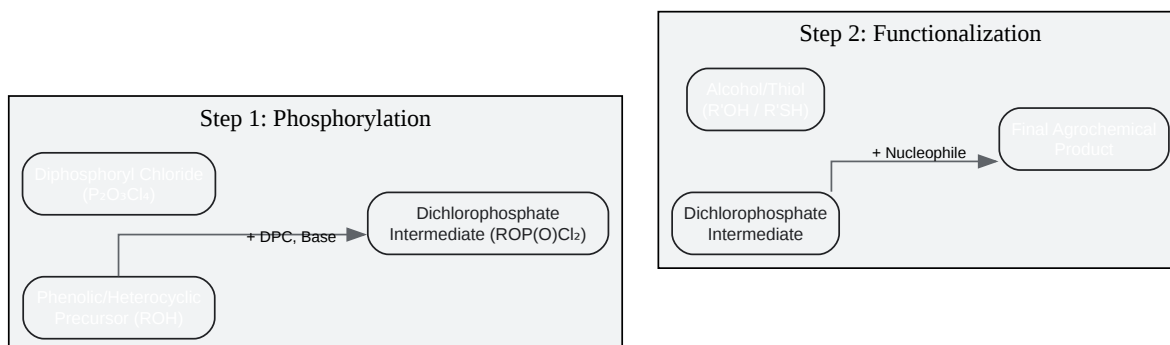 Step 1: Phosphorylation
Diphosphoryl Chloride
(P₂O₃Cl₄)
+ DPC, Base
Dichlorophosphate
Intermediate (ROP(O)Cl₂)
Phenolic/Heterocyclic
Precursor (ROH)
Step 2: Functionalization
Alcohol/Thiol
(R'OH / R'SH)
+ Nucleophile
Final Agrochemical
Product
Dichlorophosphate
Intermediate